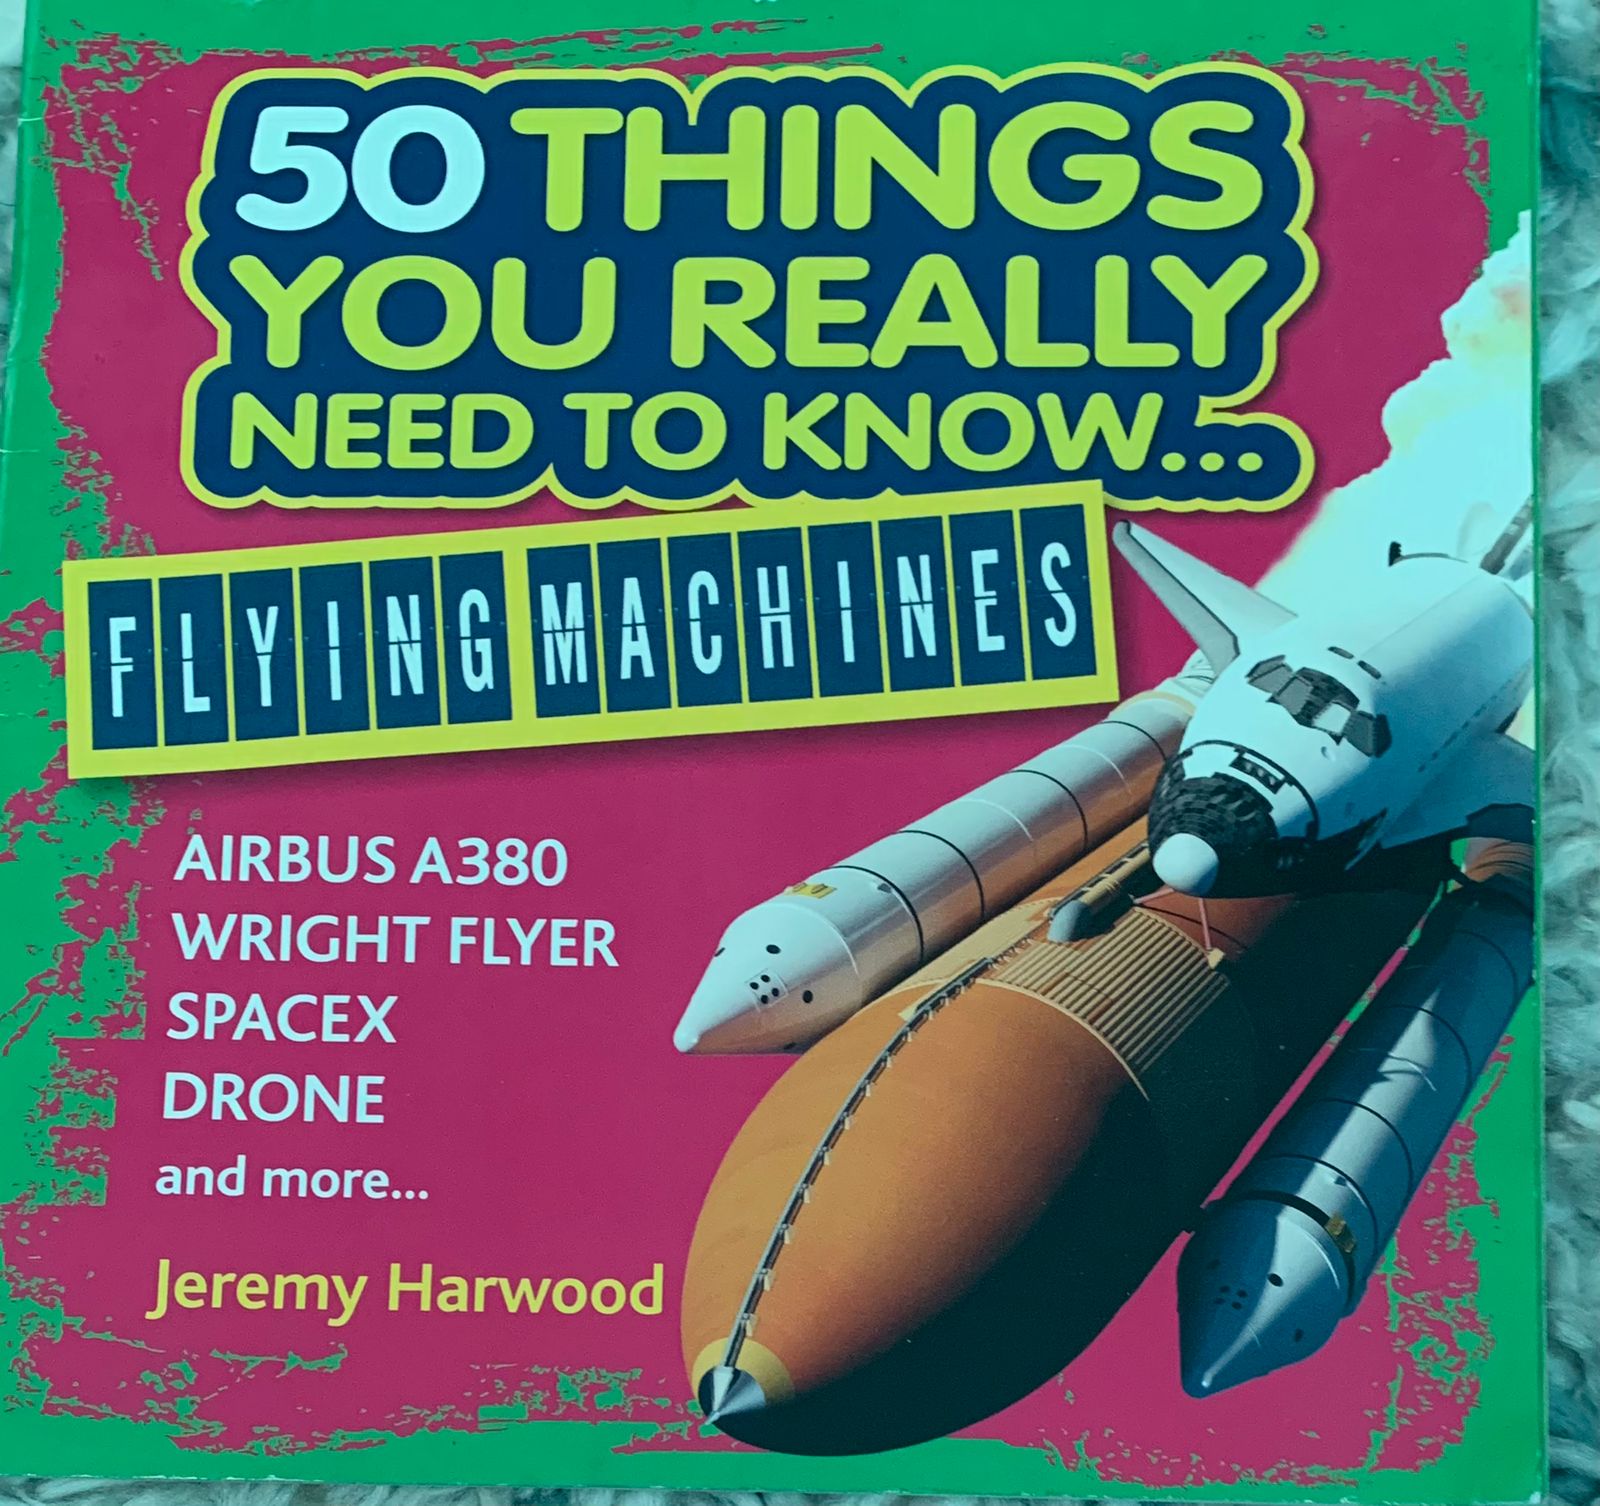 50 THINGS
YOU REALLY
NEED TO KNOW...
FLYING MACHINES
AIRBUS A380
WRIGHT FLYER
SPACEX
DRONE
and more...
Jeremy Harwood